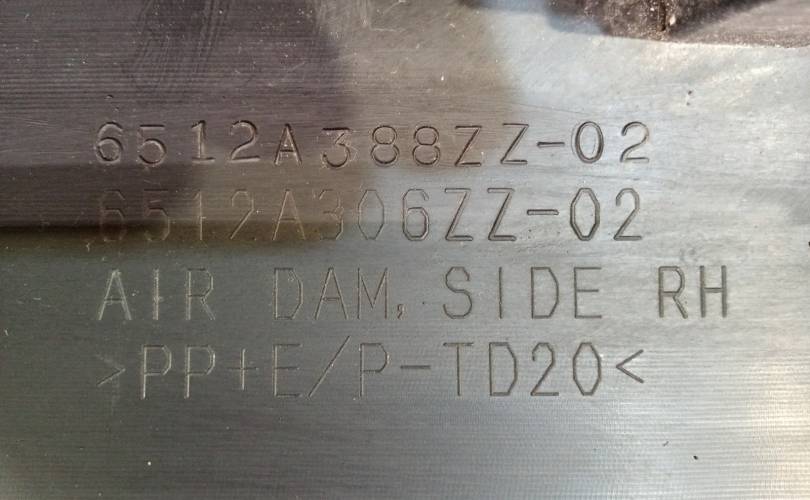 6512A388ZZ-02
6512A306ZZ-02
AIR DAM, SIDE RH
>PP+E/P-TD20<